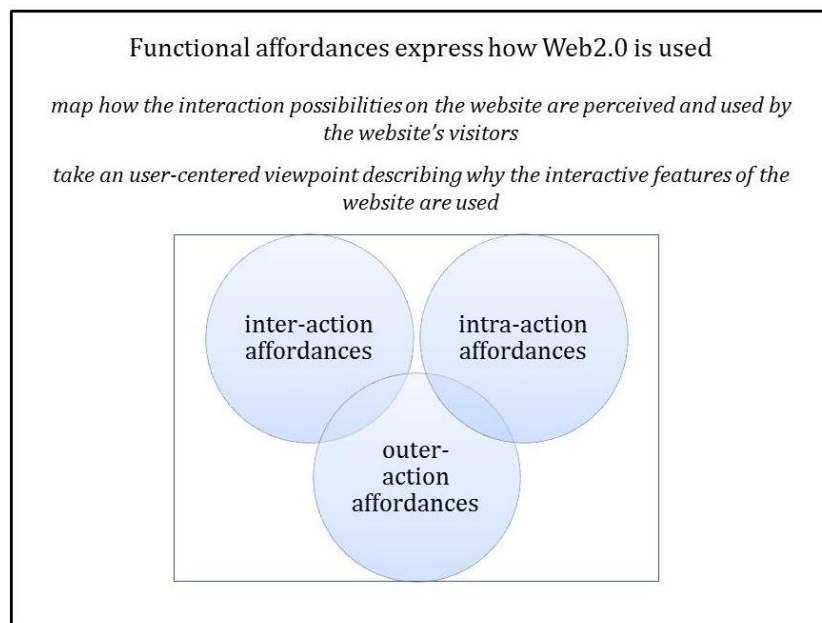 Functional affordances express how Web2.0 is used
map how the interaction possibilities on the website are perceived and used by
the website's visitors
take an user-centered viewpoint describing why the interactive features of the
website are used
inter-action
affordances
intra-action
affordances
outer-
action
affordances